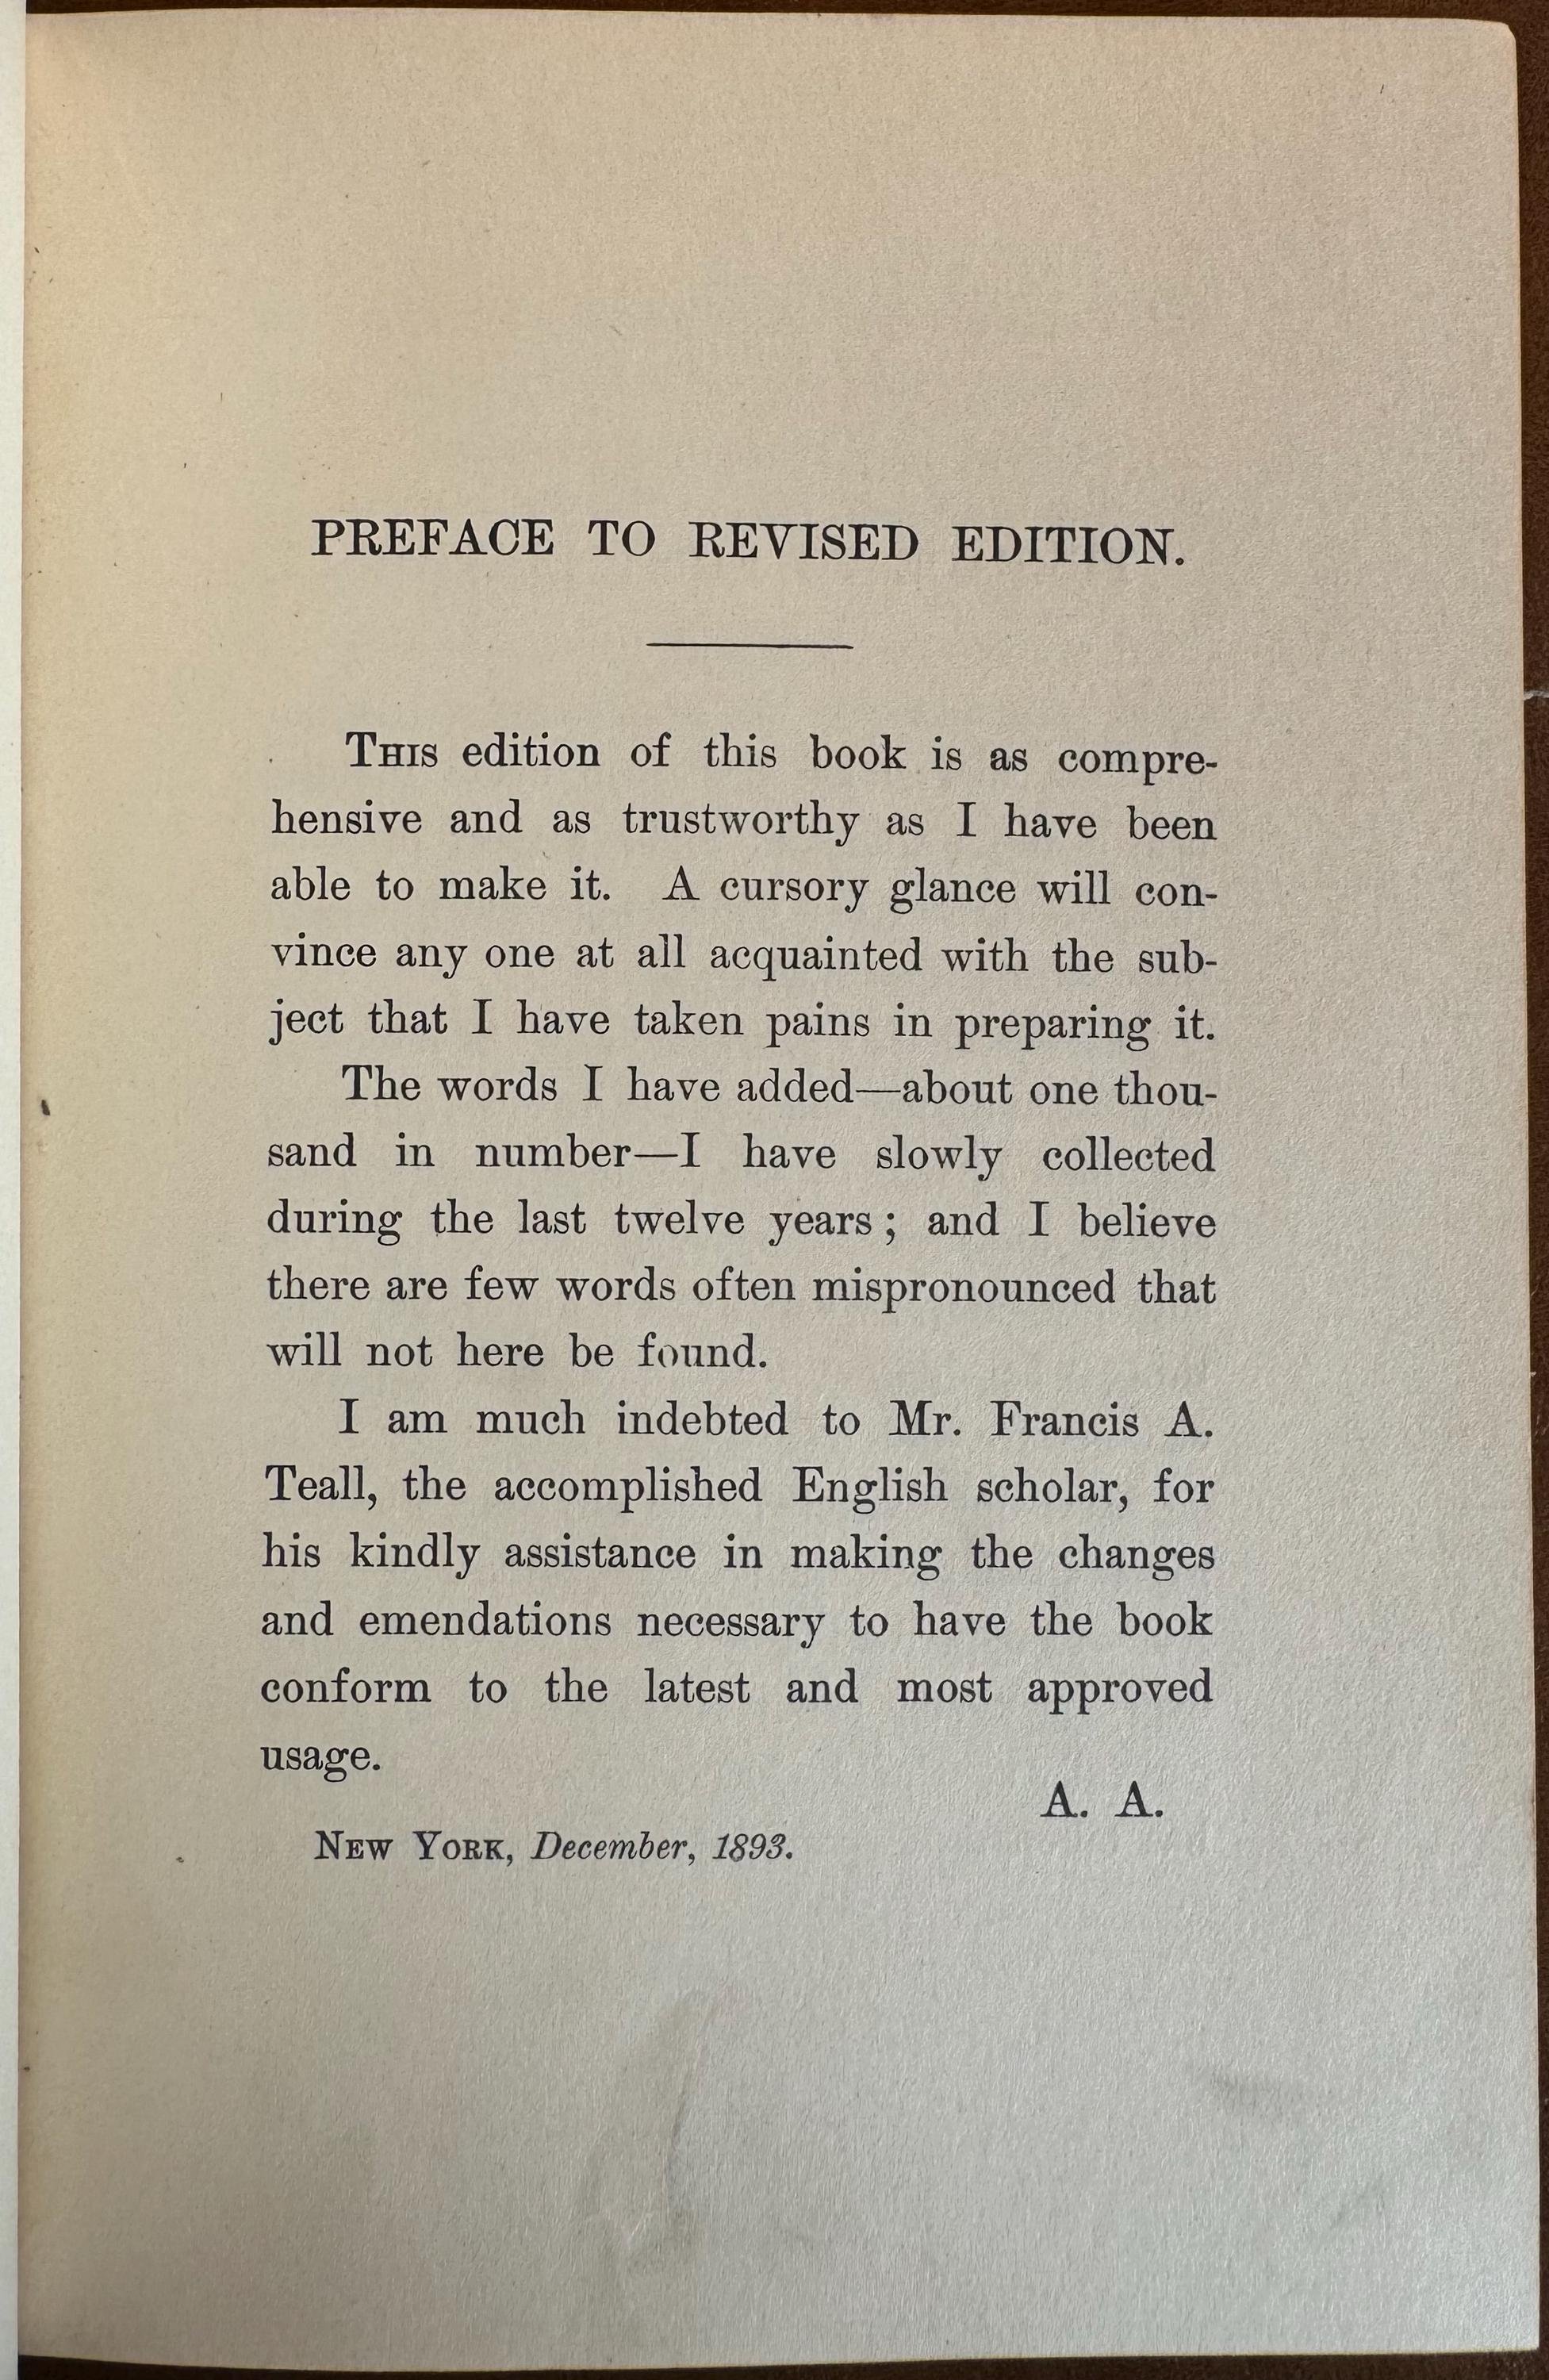 PREFACE TO REVISED EDITION.
THIS edition of this book is as compre-
hensive and as trustworthy as I have been
able to make it. A cursory glance will con-
vince any one at all acquainted with the sub-
ject that I have taken pains in preparing it.
The words I have added—about one thou-
sand in number—I have slowly collected
during the last twelve years ; and I believe
there are few words often mispronounced that
will not here be found.
I am much indebted to Mr. Francis A.
Teall, the accomplished English scholar, for
his kindly assistance in making the changes
and emendations necessary to have the book
conform to the latest and most approved
usage.
A. A.
NEW YORK, December, 1893.